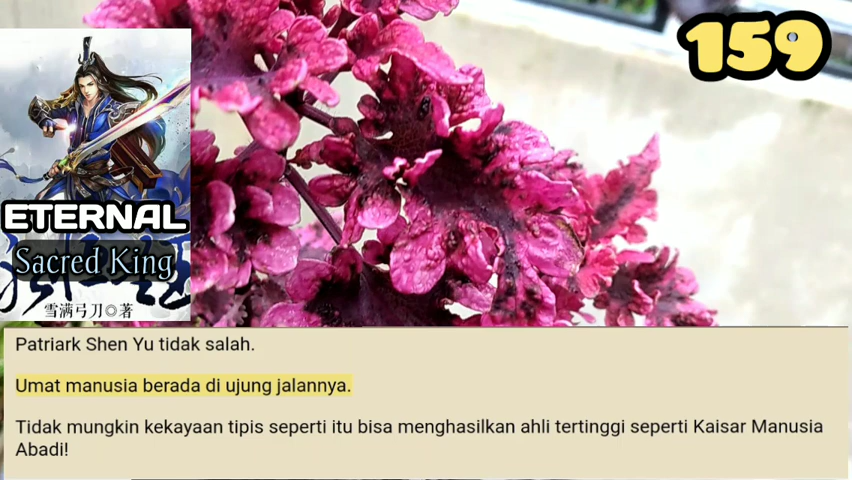 159
ETERNAL
Sacred King
雪满弓刀◎著
Patriark Shen Yu tidak salah.
Umat manusia berada di ujung jalannya.
Tidak mungkin kekayaan tipis seperti itu bisa menghasilkan ahli tertinggi seperti Kaisar Manusia
Abadi!